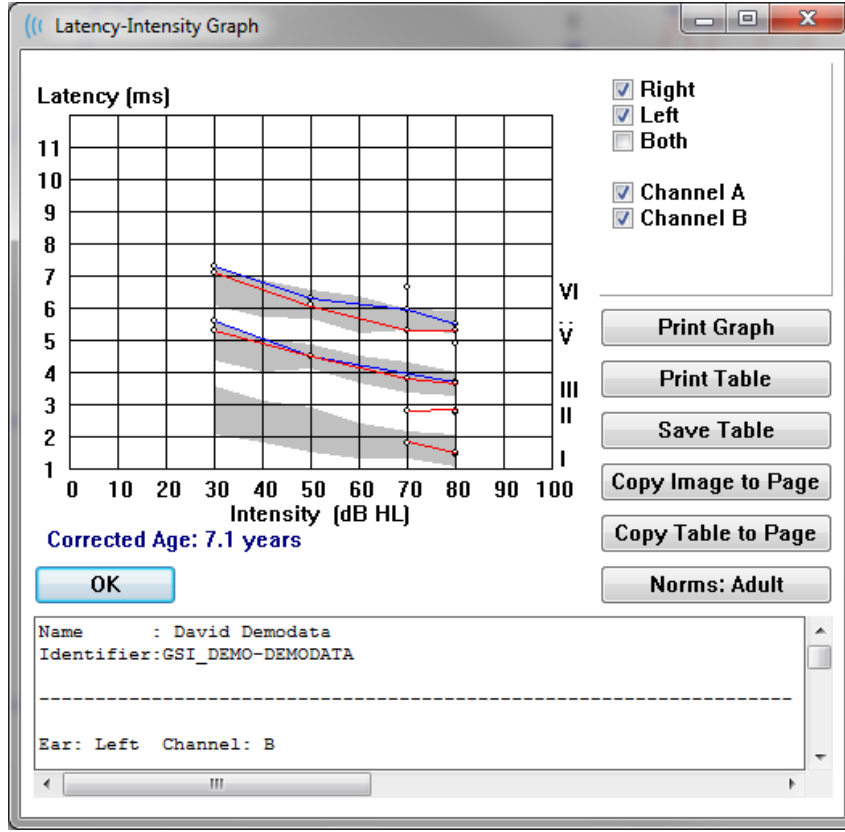 Latency-Intensity Graph
Latency (ms)
11
10
9
8
7
6
5
4
3
2
1
0 10 20 30 40 50 60 70 80 90 100
Intensity (dB HL)
VI
V
III
II
I
Corrected Age: 7.1 years
OK
Right
Left
Both
Channel A
Channel B
Print Graph
Print Table
Save Table
Copy Image to Page
Copy Table to Page
Norms: Adult
Name : David Demodata
Identifier:GSI_DEMO-DEMODATA
--------------------------------------------------------------------
Ear: Left Channel: B